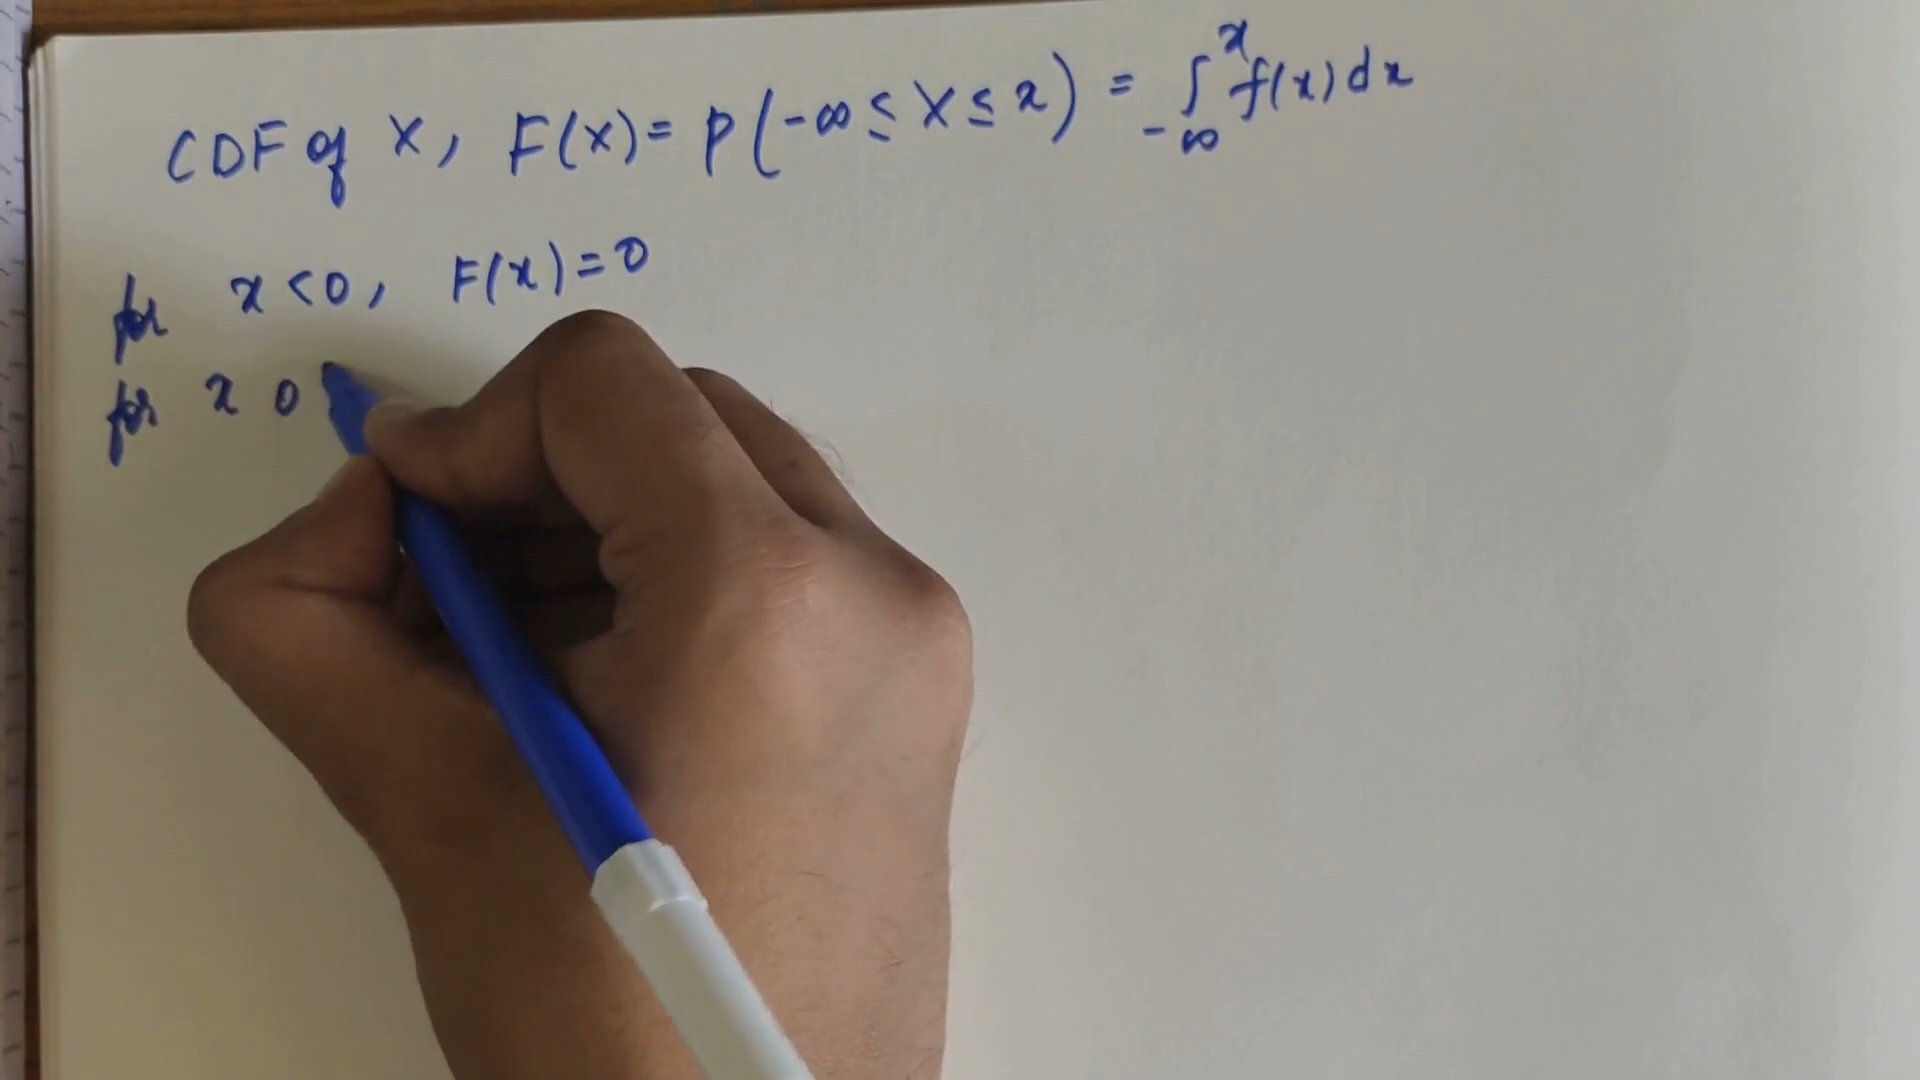 CDF of X, F(x) = P(-∞ ≤ X ≤ x) = ∫_{-∞}^{x} f(x) dx
for x < 0, F(x) = 0
for x 0